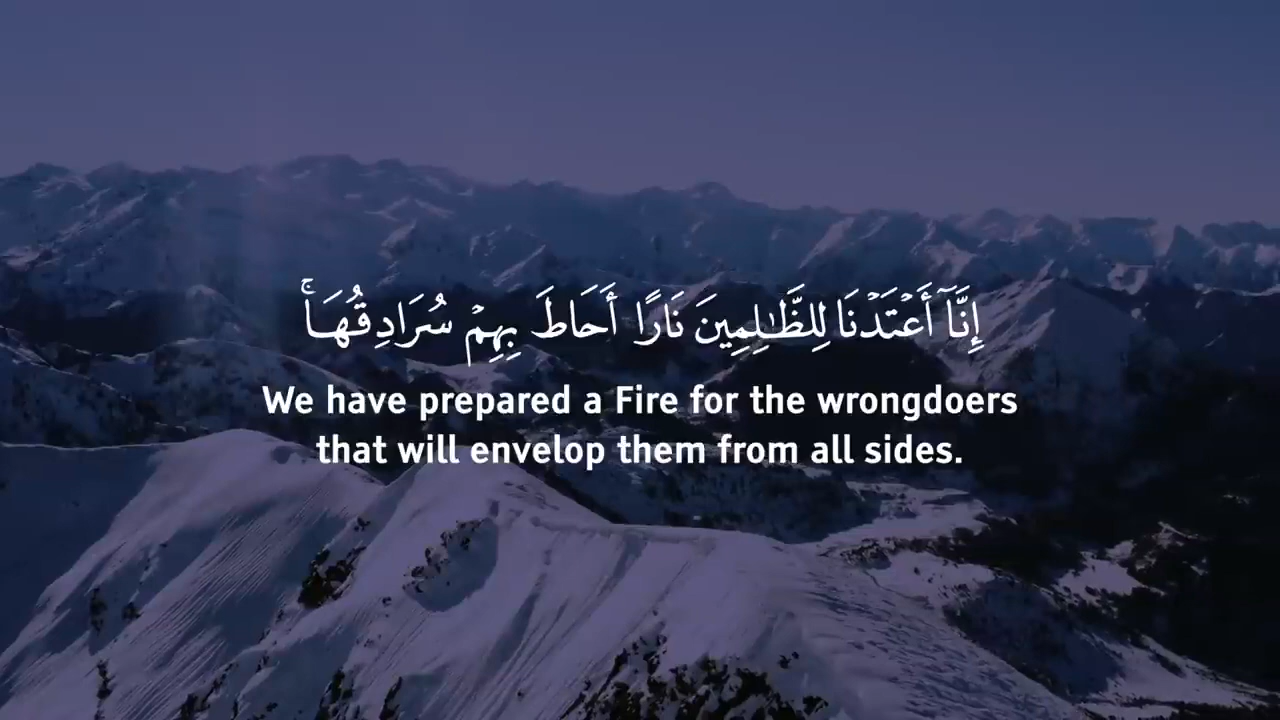 إِنَّآ أَعْتَدْنَا لِلظَّـٰلِمِينَ نَارًا أَحَاطَ بِهِمْ سُرَادِقُهَاۚ
We have prepared a Fire for the wrongdoers
that will envelop them from all sides.